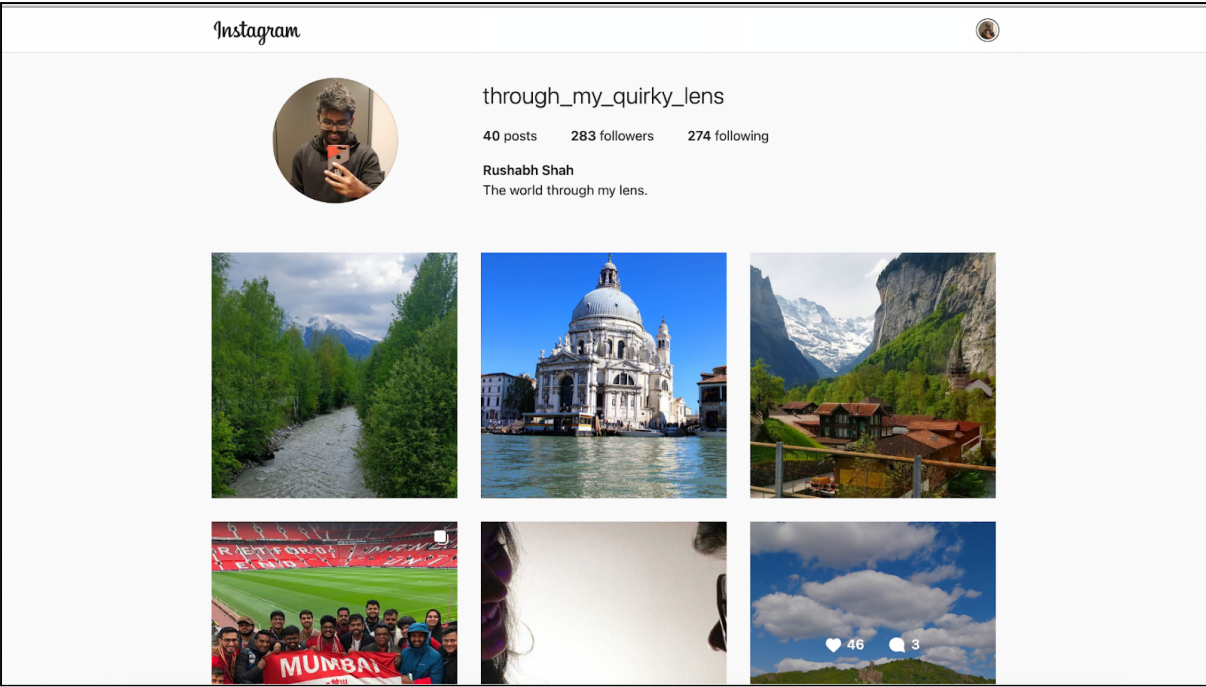 Instagram
through_my_quirky_lens
40 posts 283 followers 274 following
Rushabh Shah
The world through my lens.
MUMBAI
46 3